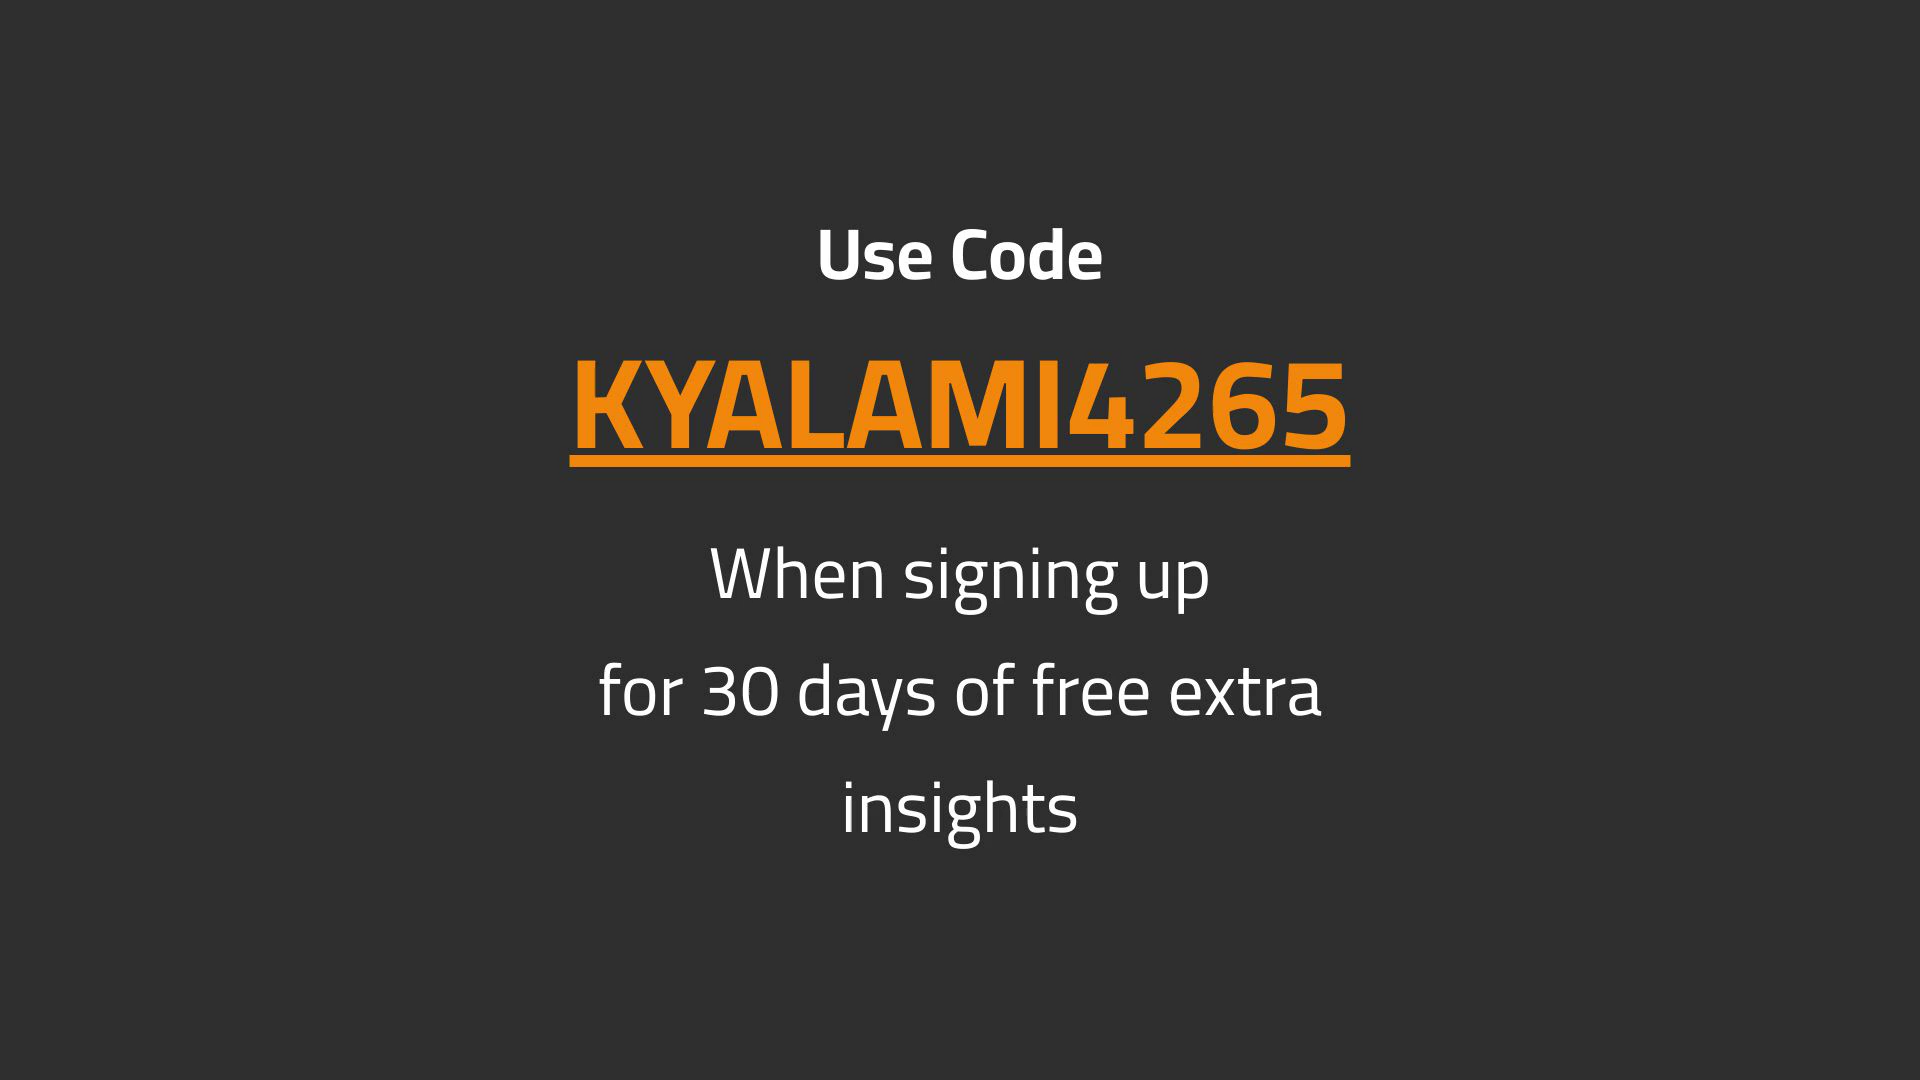 Use Code
KYALAMI4265
When signing up
for 30 days of free extra
insights